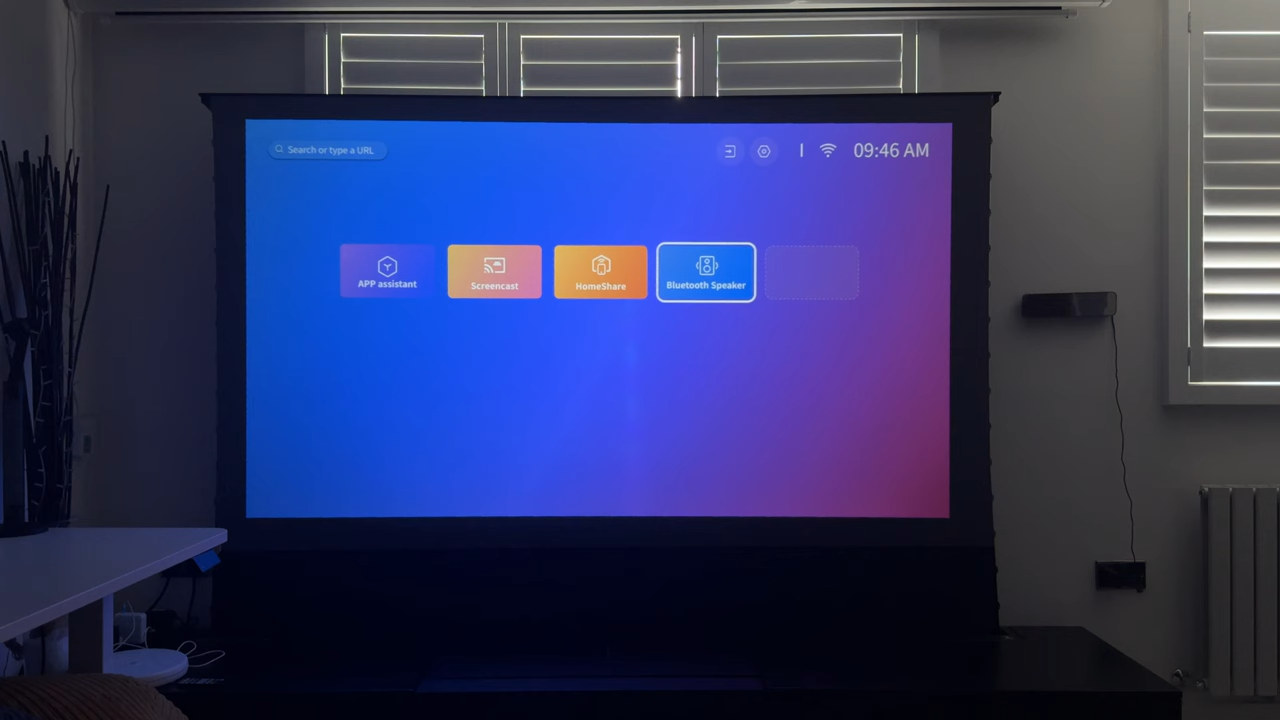 Search or type a URL
09:46 AM
APP assistant
Screencast
HomeShare
Bluetooth Speaker